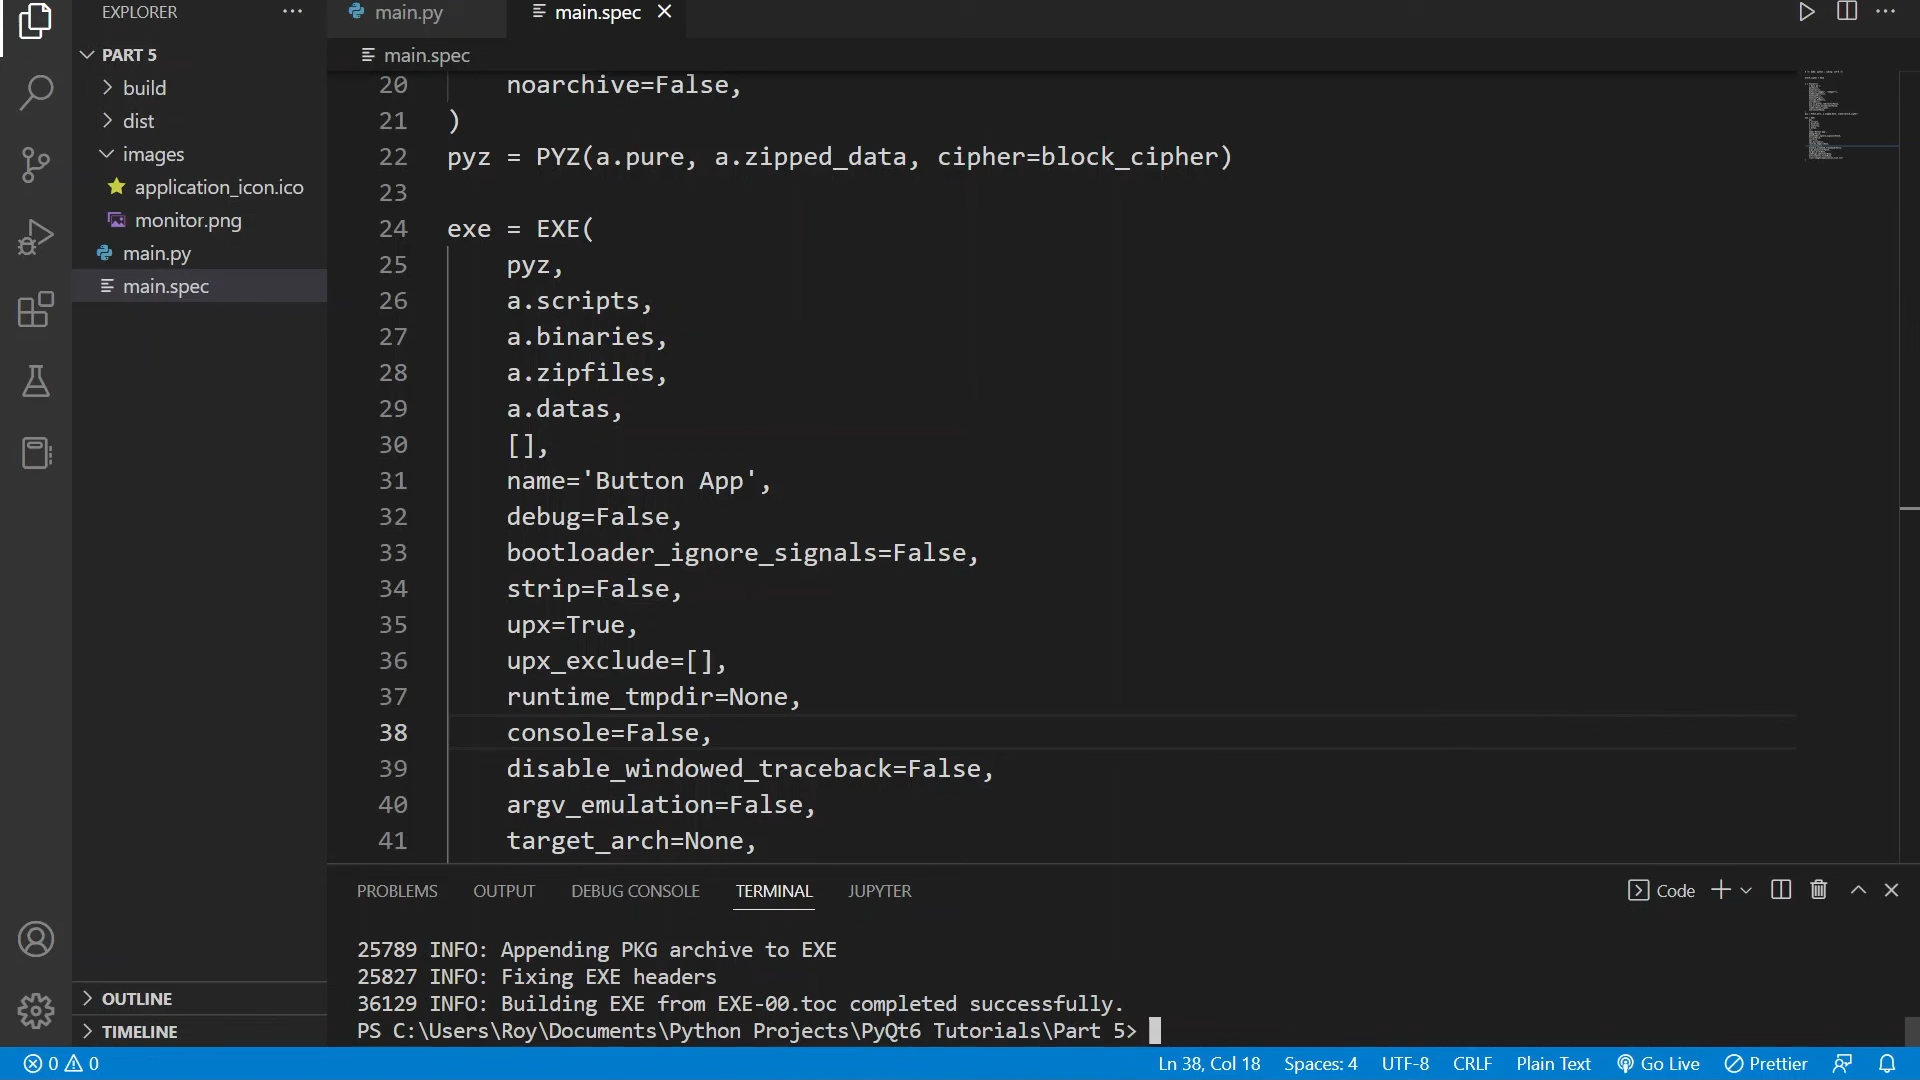 EXPLORER
PART 5
build
dist
images
application_icon.ico
monitor.png
main.py
main.spec
OUTLINE
TIMELINE
main.py
main.spec
main.spec
20 noarchive=False,
21 )
22 pyz = PYZ(a.pure, a.zipped_data, cipher=block_cipher)
23
24 exe = EXE(
25 pyz,
26 a.scripts,
27 a.binaries,
28 a.zipfiles,
29 a.datas,
30 [],
31 name='Button App',
32 debug=False,
33 bootloader_ignore_signals=False,
34 strip=False,
35 upx=True,
36 upx_exclude=[],
37 runtime_tmpdir=None,
38 console=False,
39 disable_windowed_traceback=False,
40 argv_emulation=False,
41 target_arch=None,
PROBLEMS OUTPUT DEBUG CONSOLE TERMINAL JUPYTER Code
25789 INFO: Appending PKG archive to EXE
25827 INFO: Fixing EXE headers
36129 INFO: Building EXE from EXE-00.toc completed successfully.
PS C:\Users\Roy\Documents\Python Projects\PyQt6 Tutorials\Part 5>
0 0 Ln 38, Col 18 Spaces: 4 UTF-8 CRLF Plain Text Go Live Prettier